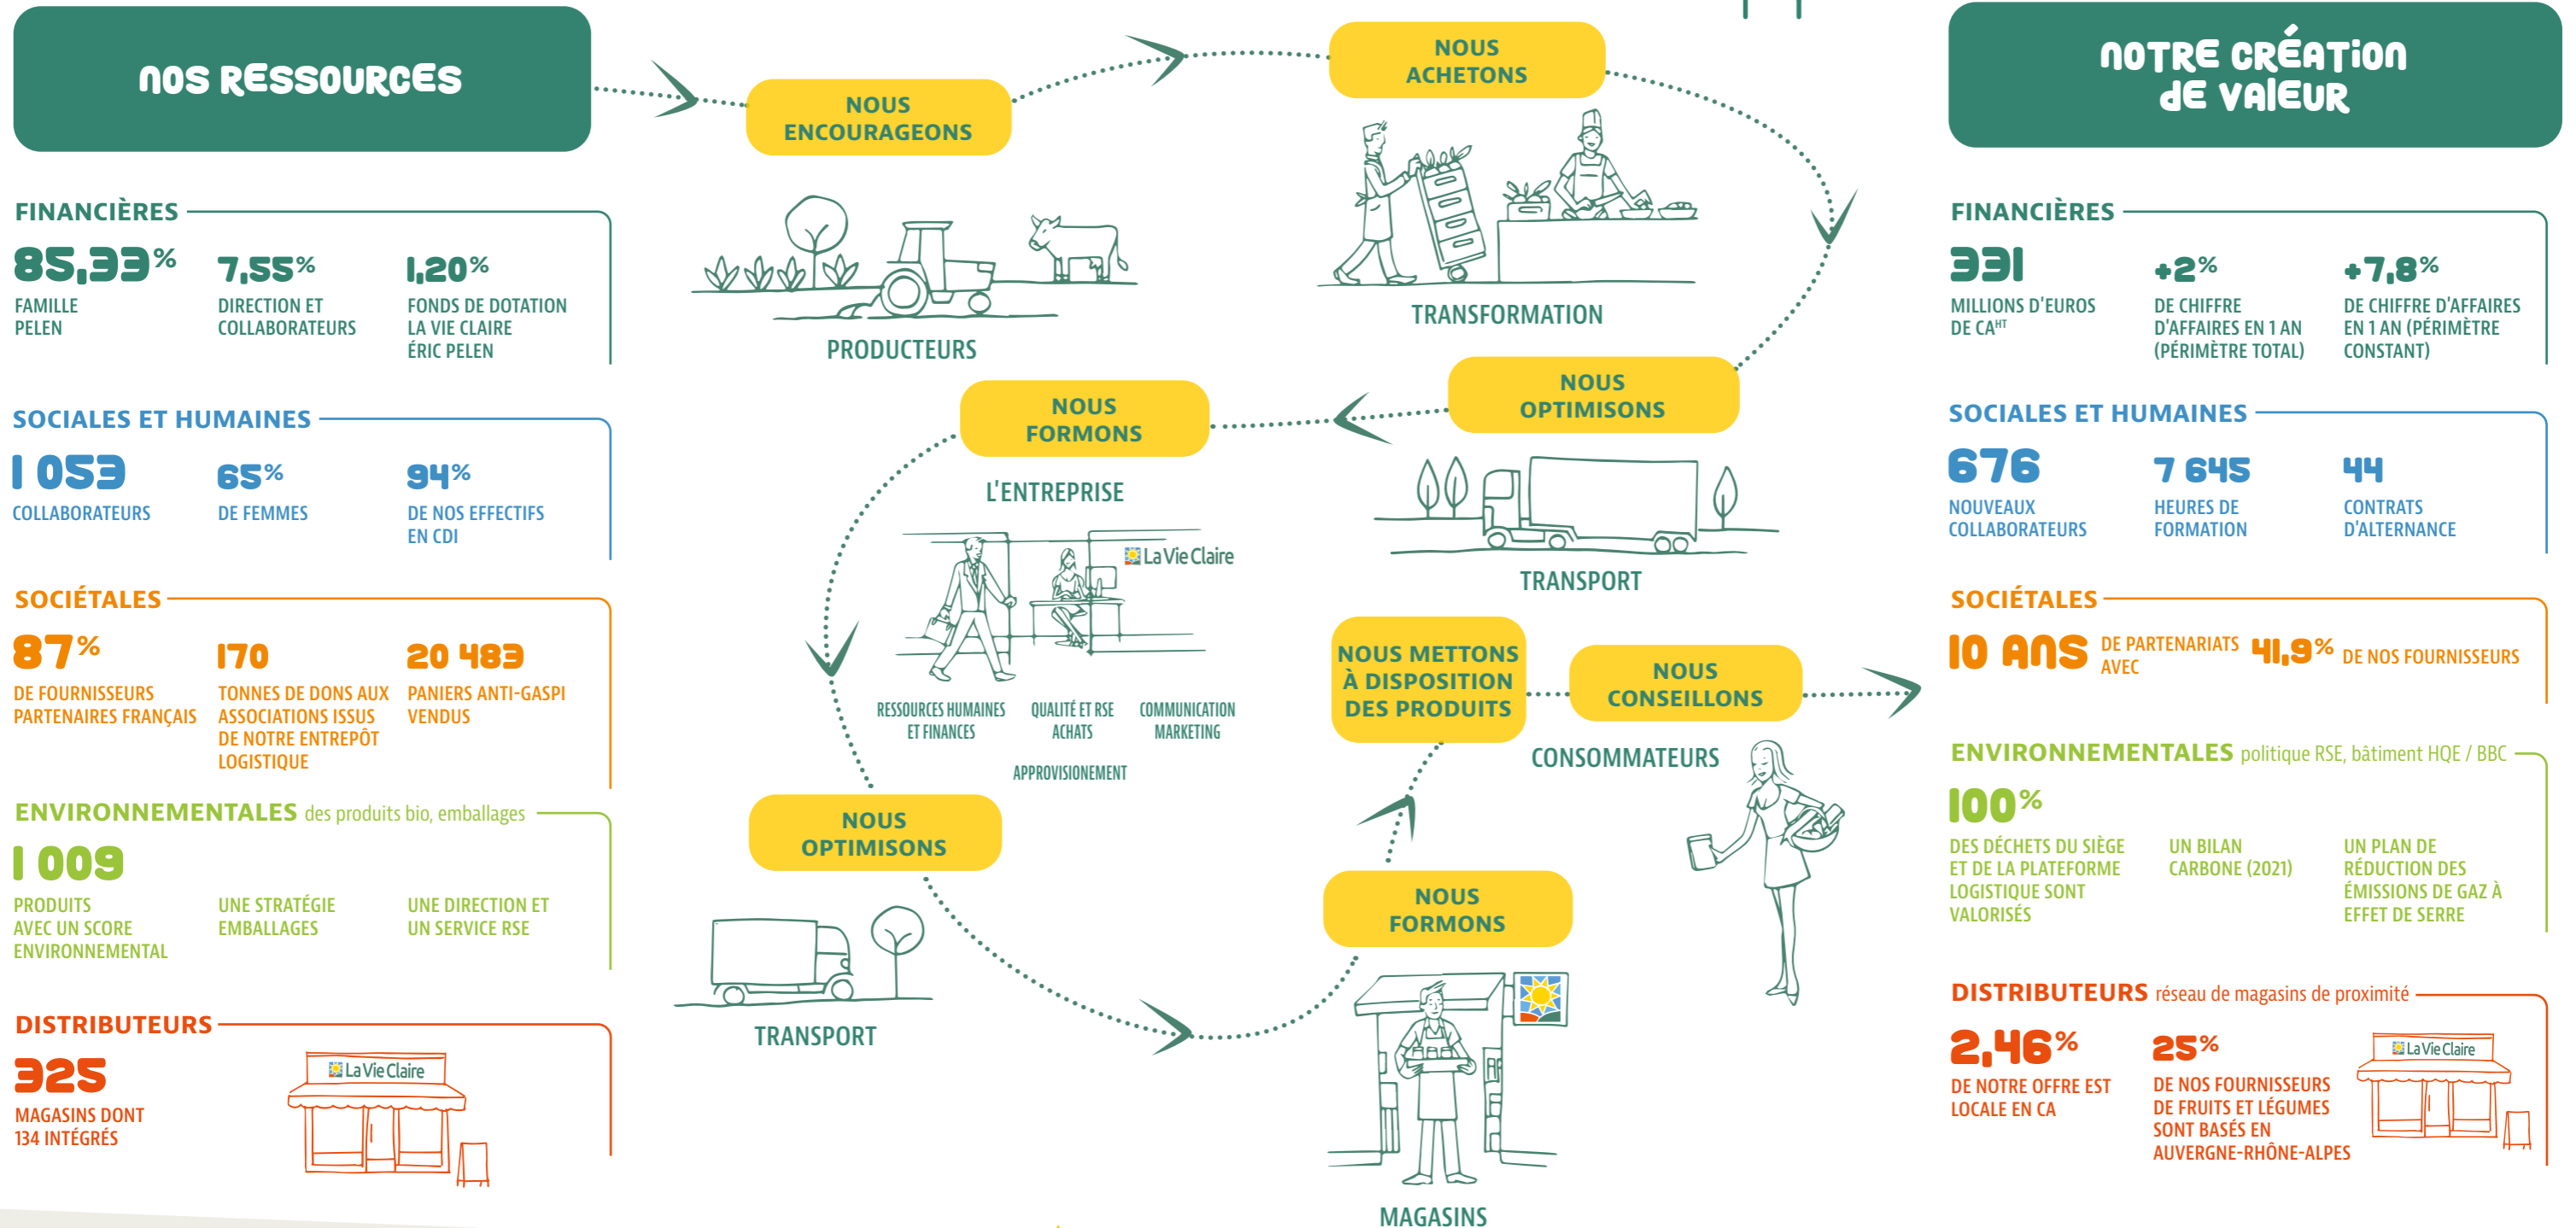 NOS RESSOURCES
FINANCIÈRES
85,33%
FAMILLE
PELEN
7,55%
DIRECTION ET
COLLABORATEURS
1,20%
FONDS DE DOTATION
LA VIE CLAIRE
ÉRIC PELEN
SOCIALES ET HUMAINES
1 053
COLLABORATEURS
65%
DE FEMMES
94%
DE NOS EFFECTIFS
EN CDI
SOCIÉTALES
87%
DE FOURNISSEURS
PARTENAIRES FRANÇAIS
170
TONNES DE DONS AUX
ASSOCIATIONS ISSUS
DE NOTRE ENTREPÔT
LOGISTIQUE
20 483
PANIERS ANTI-GASPI
VENDUS
ENVIRONNEMENTALES des produits bio, emballages
1 009
PRODUITS
AVEC UN SCORE
ENVIRONNEMENTAL
UNE STRATÉGIE
EMBALLAGES
UNE DIRECTION ET
UN SERVICE RSE
DISTRIBUTEURS
325
MAGASINS DONT
134 INTÉGRÉS
La Vie Claire
NOUS
ENCOURAGEONS
PRODUCTEURS
NOUS
ACHETONS
TRANSFORMATION
NOUS
OPTIMISONS
TRANSPORT
NOUS
FORMONS
L'ENTREPRISE
La Vie Claire
RESSOURCES HUMAINES
ET FINANCES
QUALITÉ ET RSE
ACHATS
COMMUNICATION
MARKETING
APPROVISIONEMENT
NOUS
OPTIMISONS
TRANSPORT
NOUS
FORMONS
MAGASINS
NOUS METTONS
À DISPOSITION
DES PRODUITS
NOUS
CONSEILLONS
CONSOMMATEURS
NOTRE CRÉATION
DE VALEUR
FINANCIÈRES
331
MILLIONS D'EUROS
DE CAHT
+2%
DE CHIFFRE
D'AFFAIRES EN 1 AN
(PÉRIMÈTRE TOTAL)
+7,8%
DE CHIFFRE D'AFFAIRES
EN 1 AN (PÉRIMÈTRE
CONSTANT)
SOCIALES ET HUMAINES
676
NOUVEAUX
COLLABORATEURS
7 645
HEURES DE
FORMATION
44
CONTRATS
D'ALTERNANCE
SOCIÉTALES
10 ANS
DE PARTENARIATS
AVEC
41,9% DE NOS FOURNISSEURS
ENVIRONNEMENTALES politique RSE, bâtiment HQE / BBC
100%
DES DÉCHETS DU SIÈGE
ET DE LA PLATEFORME
LOGISTIQUE SONT
VALORISÉS
UN BILAN
CARBONE (2021)
UN PLAN DE
RÉDUCTION DES
ÉMISSIONS DE GAZ À
EFFET DE SERRE
DISTRIBUTEURS réseau de magasins de proximité
2,46%
DE NOTRE OFFRE EST
LOCALE EN CA
25%
DE NOS FOURNISSEURS
DE FRUITS ET LÉGUMES
SONT BASÉS EN
AUVERGNE-RHÔNE-ALPES
La Vie Claire